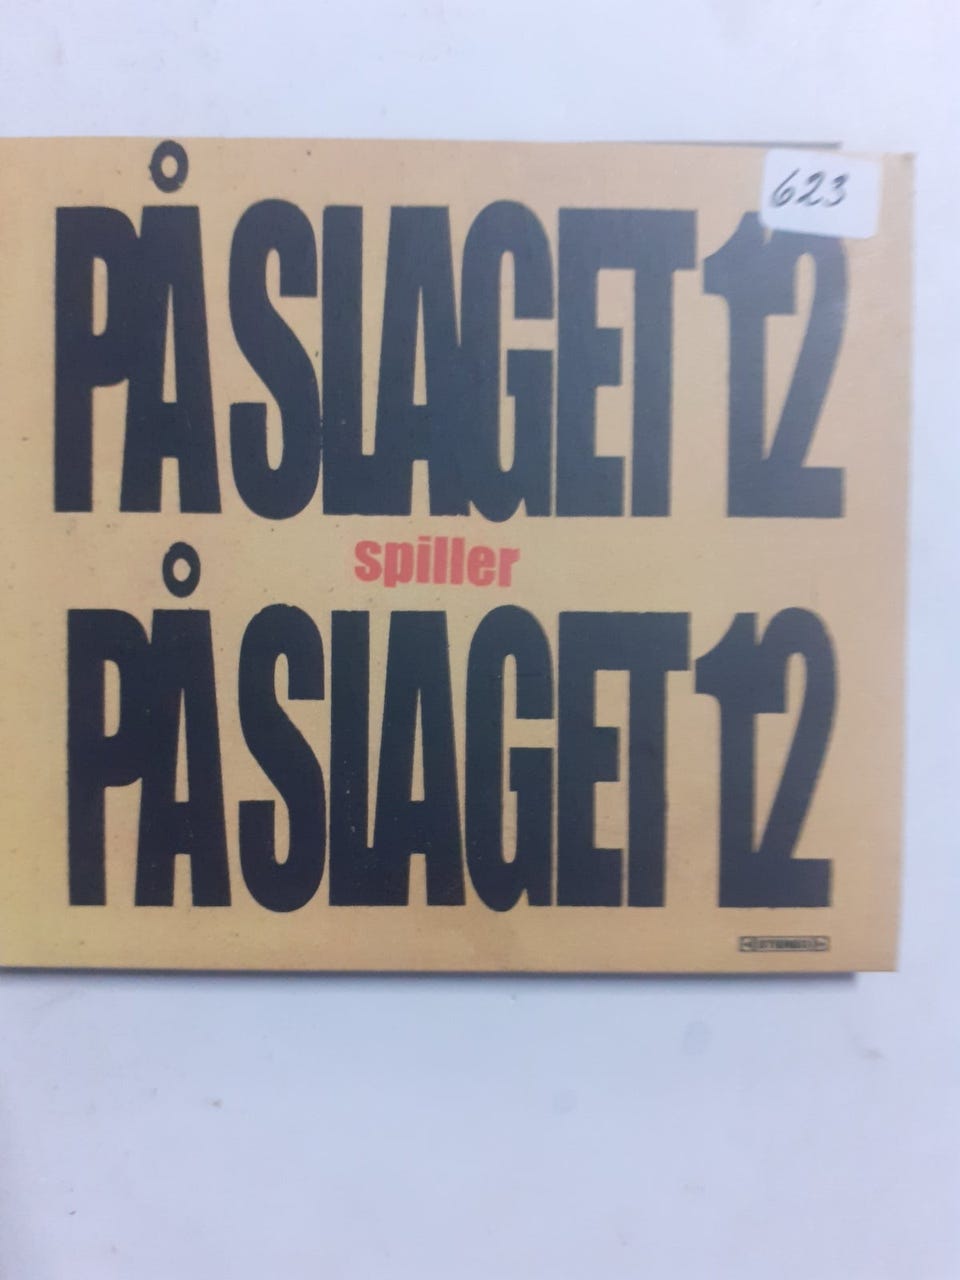 623
PÅ SLAGET 12
spiller
PÅ SLAGET 12
STEREO